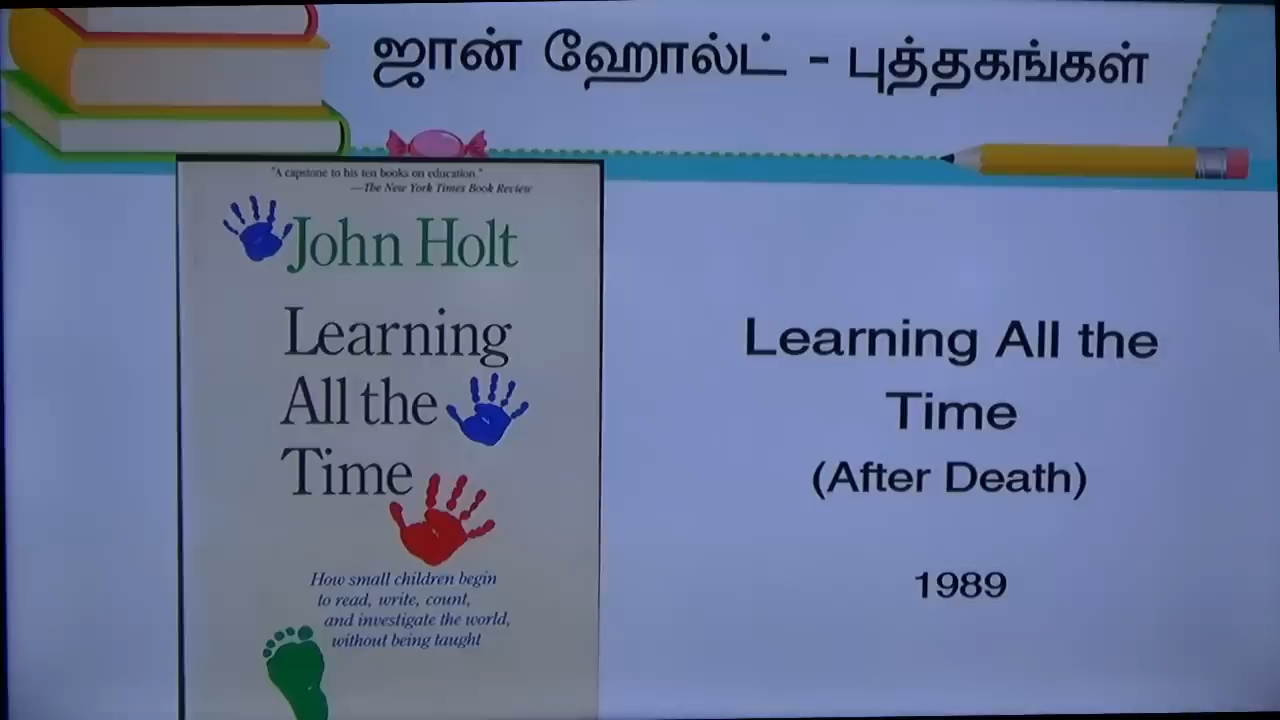 ஜான் ஹோல்ட் - புத்தகங்கள்
"A capstone to his ten books on education."
—The New York Times Book Review
John Holt
Learning
All the
Time
How small children begin
to read, write, count,
and investigate the world,
without being taught
Learning All the
Time
(After Death)
1989